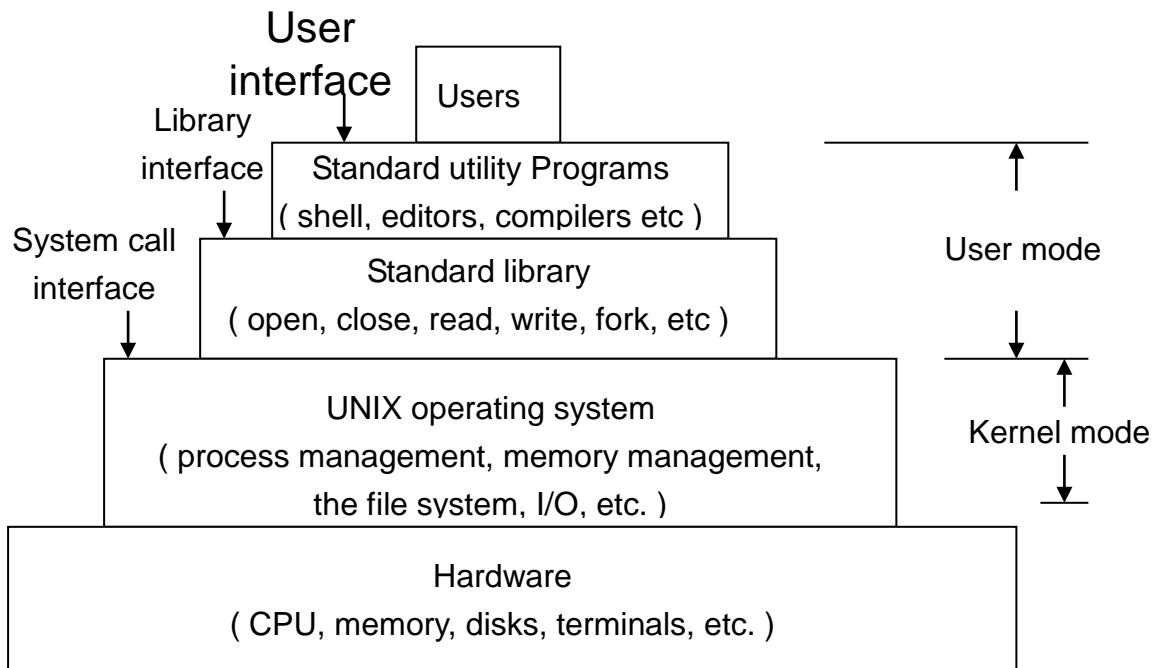 User
interface
Users
Library
interface
Standard utility Programs
( shell, editors, compilers etc )
System call
interface
Standard library
( open, close, read, write, fork, etc )
User mode
UNIX operating system
( process management, memory management,
the file system, I/O, etc. )
Kernel mode
Hardware
( CPU, memory, disks, terminals, etc. )